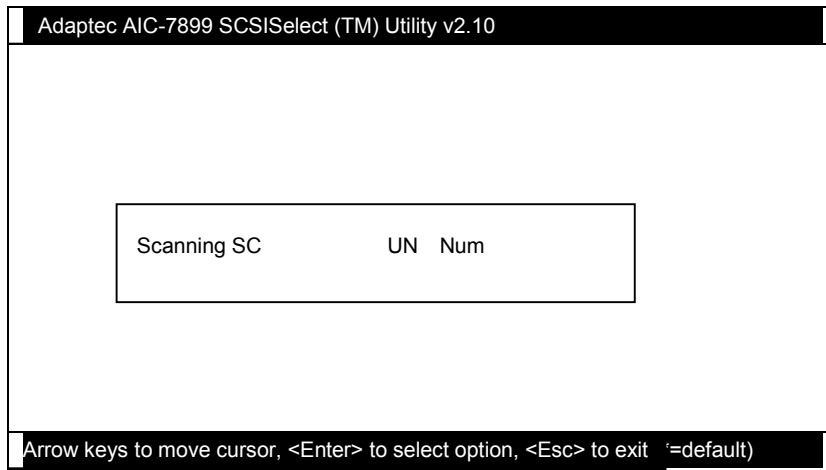 Adaptec AIC-7899 SCSISelect (TM) Utility v2.10
Scanning SC UN Num
Arrow keys to move cursor, <Enter> to select option, <Esc> to exit =default)